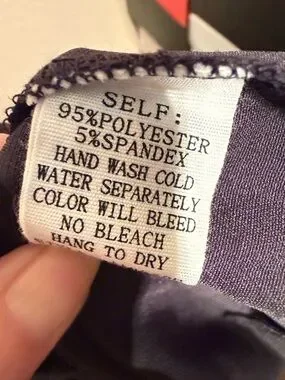 SELF:
95%POLYESTER
5%SPANDEX
HAND WASH COLD
WATER SEPARATELY
COLOR WILL BLEED
NO BLEACH
HANG TO DRY